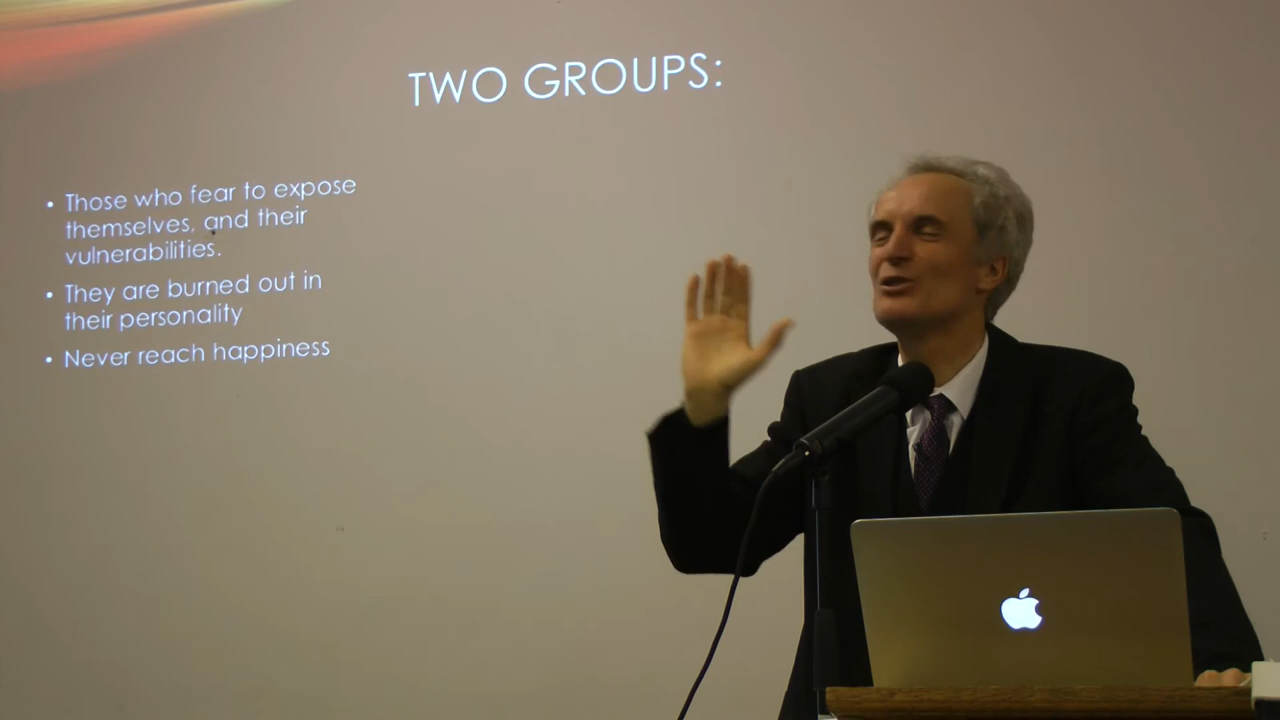 TWO GROUPS:
• Those who fear to expose
themselves, and their
vulnerabilities.
• They are burned out in
their personality
• Never reach happiness